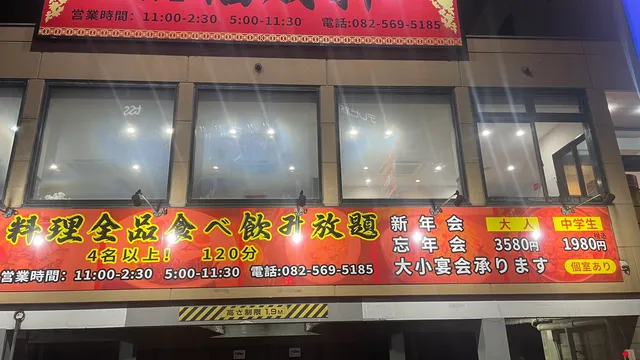 営業時間：11:00-2:30 5:00-11:30 電話:082-569-5185
料理全品食べ飲み放題
4名以上! 120分
営業時間：11:00-2:30 5:00-11:30 電話:082-569-5185
新年会 大人 中学生
忘年会 3580円 1980円
大小宴会承ります 個室あり
高さ制限 1.9M